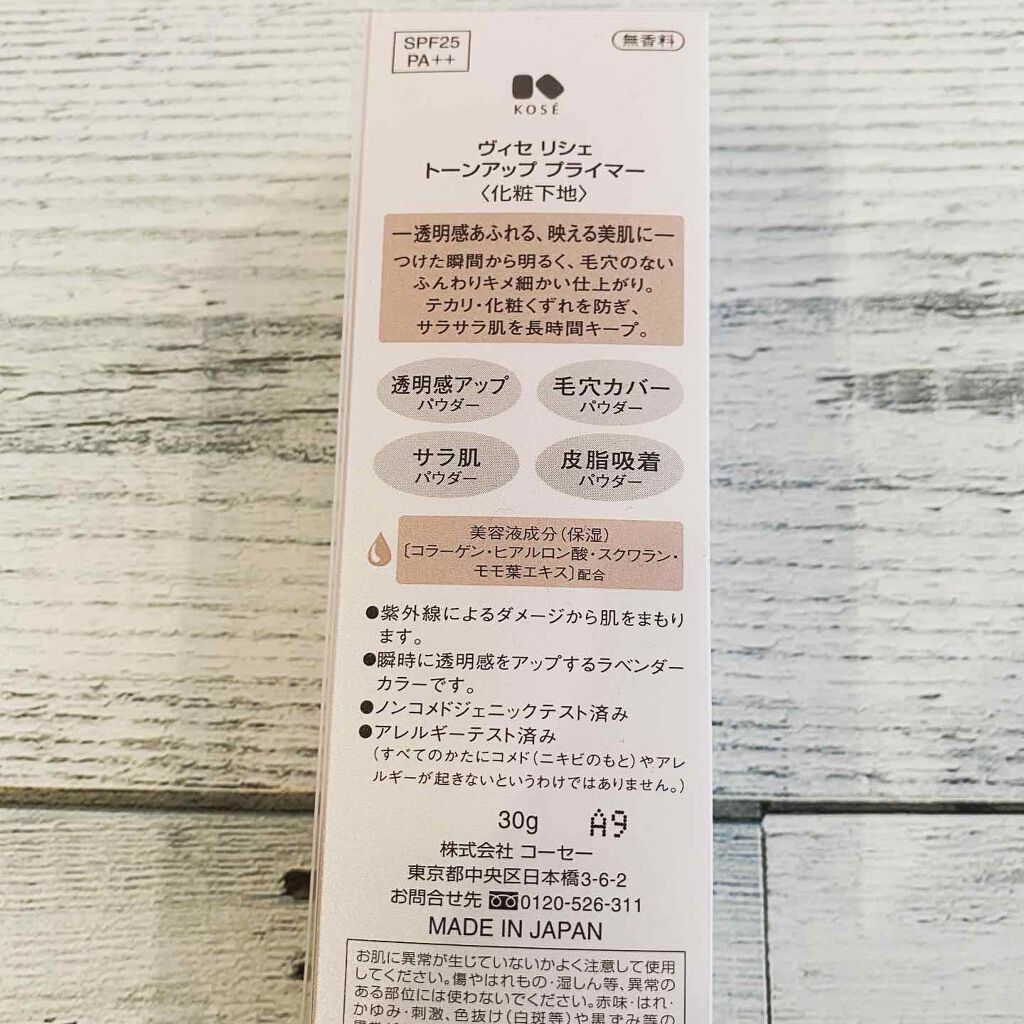 SPF25
PA++
無香料
KOSÉ
ヴィセ リシェ
トーンアップ プライマー
〈化粧下地〉
―透明感あふれる、映える美肌に―
つけた瞬間から明るく、毛穴のない
ふんわりキメ細かい仕上がり。
テカリ・化粧くずれを防ぎ、
サラサラ肌を長時間キープ。
透明感アップ
パウダー
毛穴カバー
パウダー
サラ肌
パウダー
皮脂吸着
パウダー
美容液成分(保湿)
〔コラーゲン・ヒアルロン酸・スクワラン・
モモ葉エキス〕配合
●紫外線によるダメージから肌をまもり
ます。
●瞬時に透明感をアップするラベンダー
カラーです。
●ノンコメドジェニックテスト済み
●アレルギーテスト済み
(すべてのかたにコメド(ニキビのもと)やアレ
ルギーが起きないというわけではありません。)
30g
A9
株式会社 コーセー
東京都中央区日本橋3-6-2
お問合せ先 0120-526-311
MADE IN JAPAN
お肌に異常が生じていないかよく注意して使用
してください。傷やはれもの・湿しん等、異常の
ある部位には使わないでください。赤味・はれ・
かゆみ・刺激、色抜け(白斑等)や黒ずみ等の